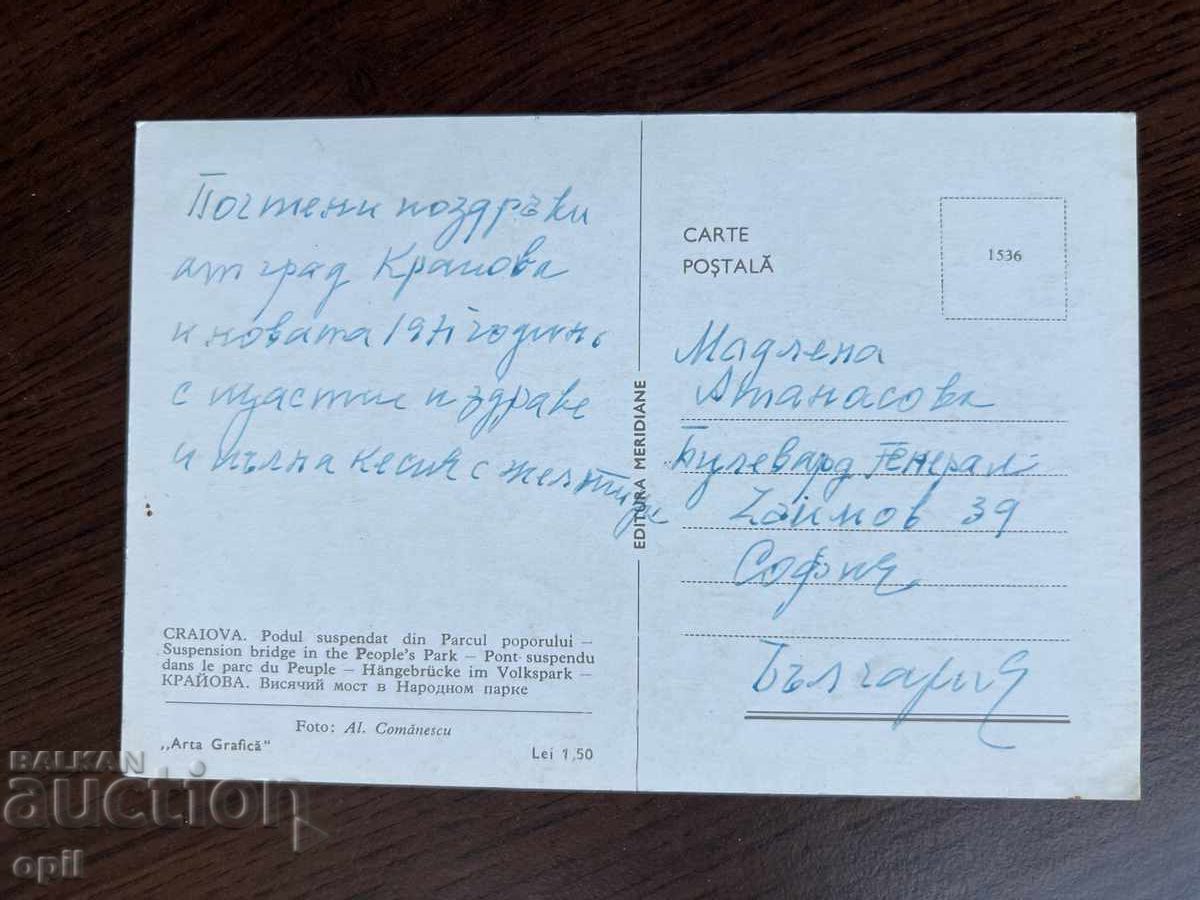 Почтени поздръви
ат град Краиова
и новата 1971 годинь
с щастие и здраве
и пълна кесия с желтици
CRAIOVA. Podul suspendat din Parcul poporului –
Suspension bridge in the People's Park – Pont suspendu
dans le parc du Peuple – Hängebrücke im Volkspark –
КРАЙОВА. Висячий мост в Народном парке
Foto: Al. Comănescu
„Arta Grafică"
Lei 1,50
EDITURA MERIDIANE
CARTE
POȘTALĂ
1536
Мадлена
Атанасова
Булевард Генерал
Заимов 39
София
България
BALKAN
auction
opil